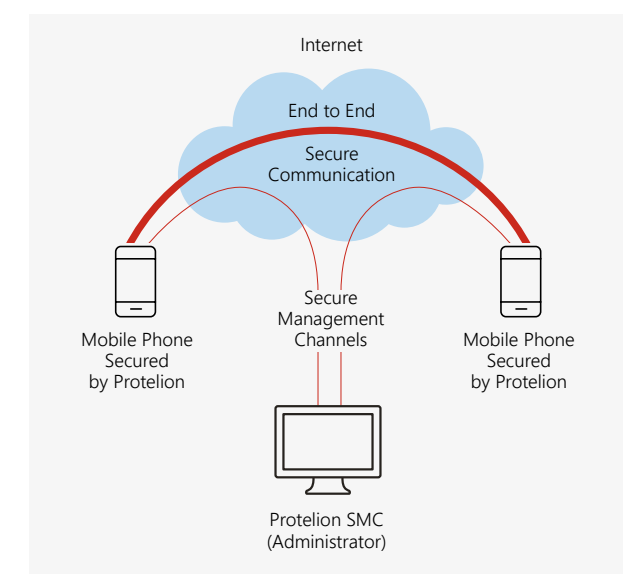 Internet
End to End
Secure
Communication
Secure
Management
Channels
Mobile Phone
Secured
by Protelion
Mobile Phone
Secured
by Protelion
Protelion SMC
(Administrator)